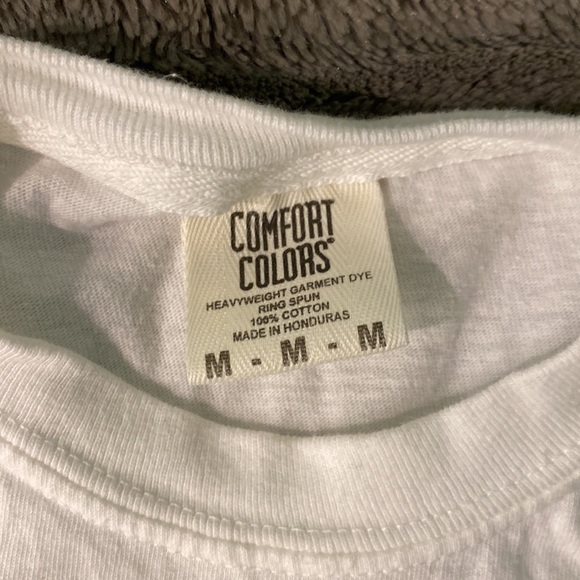 COMFORT
COLORS®
HEAVYWEIGHT GARMENT DYE
RING SPUN
100% COTTON
MADE IN HONDURAS
M - M - M